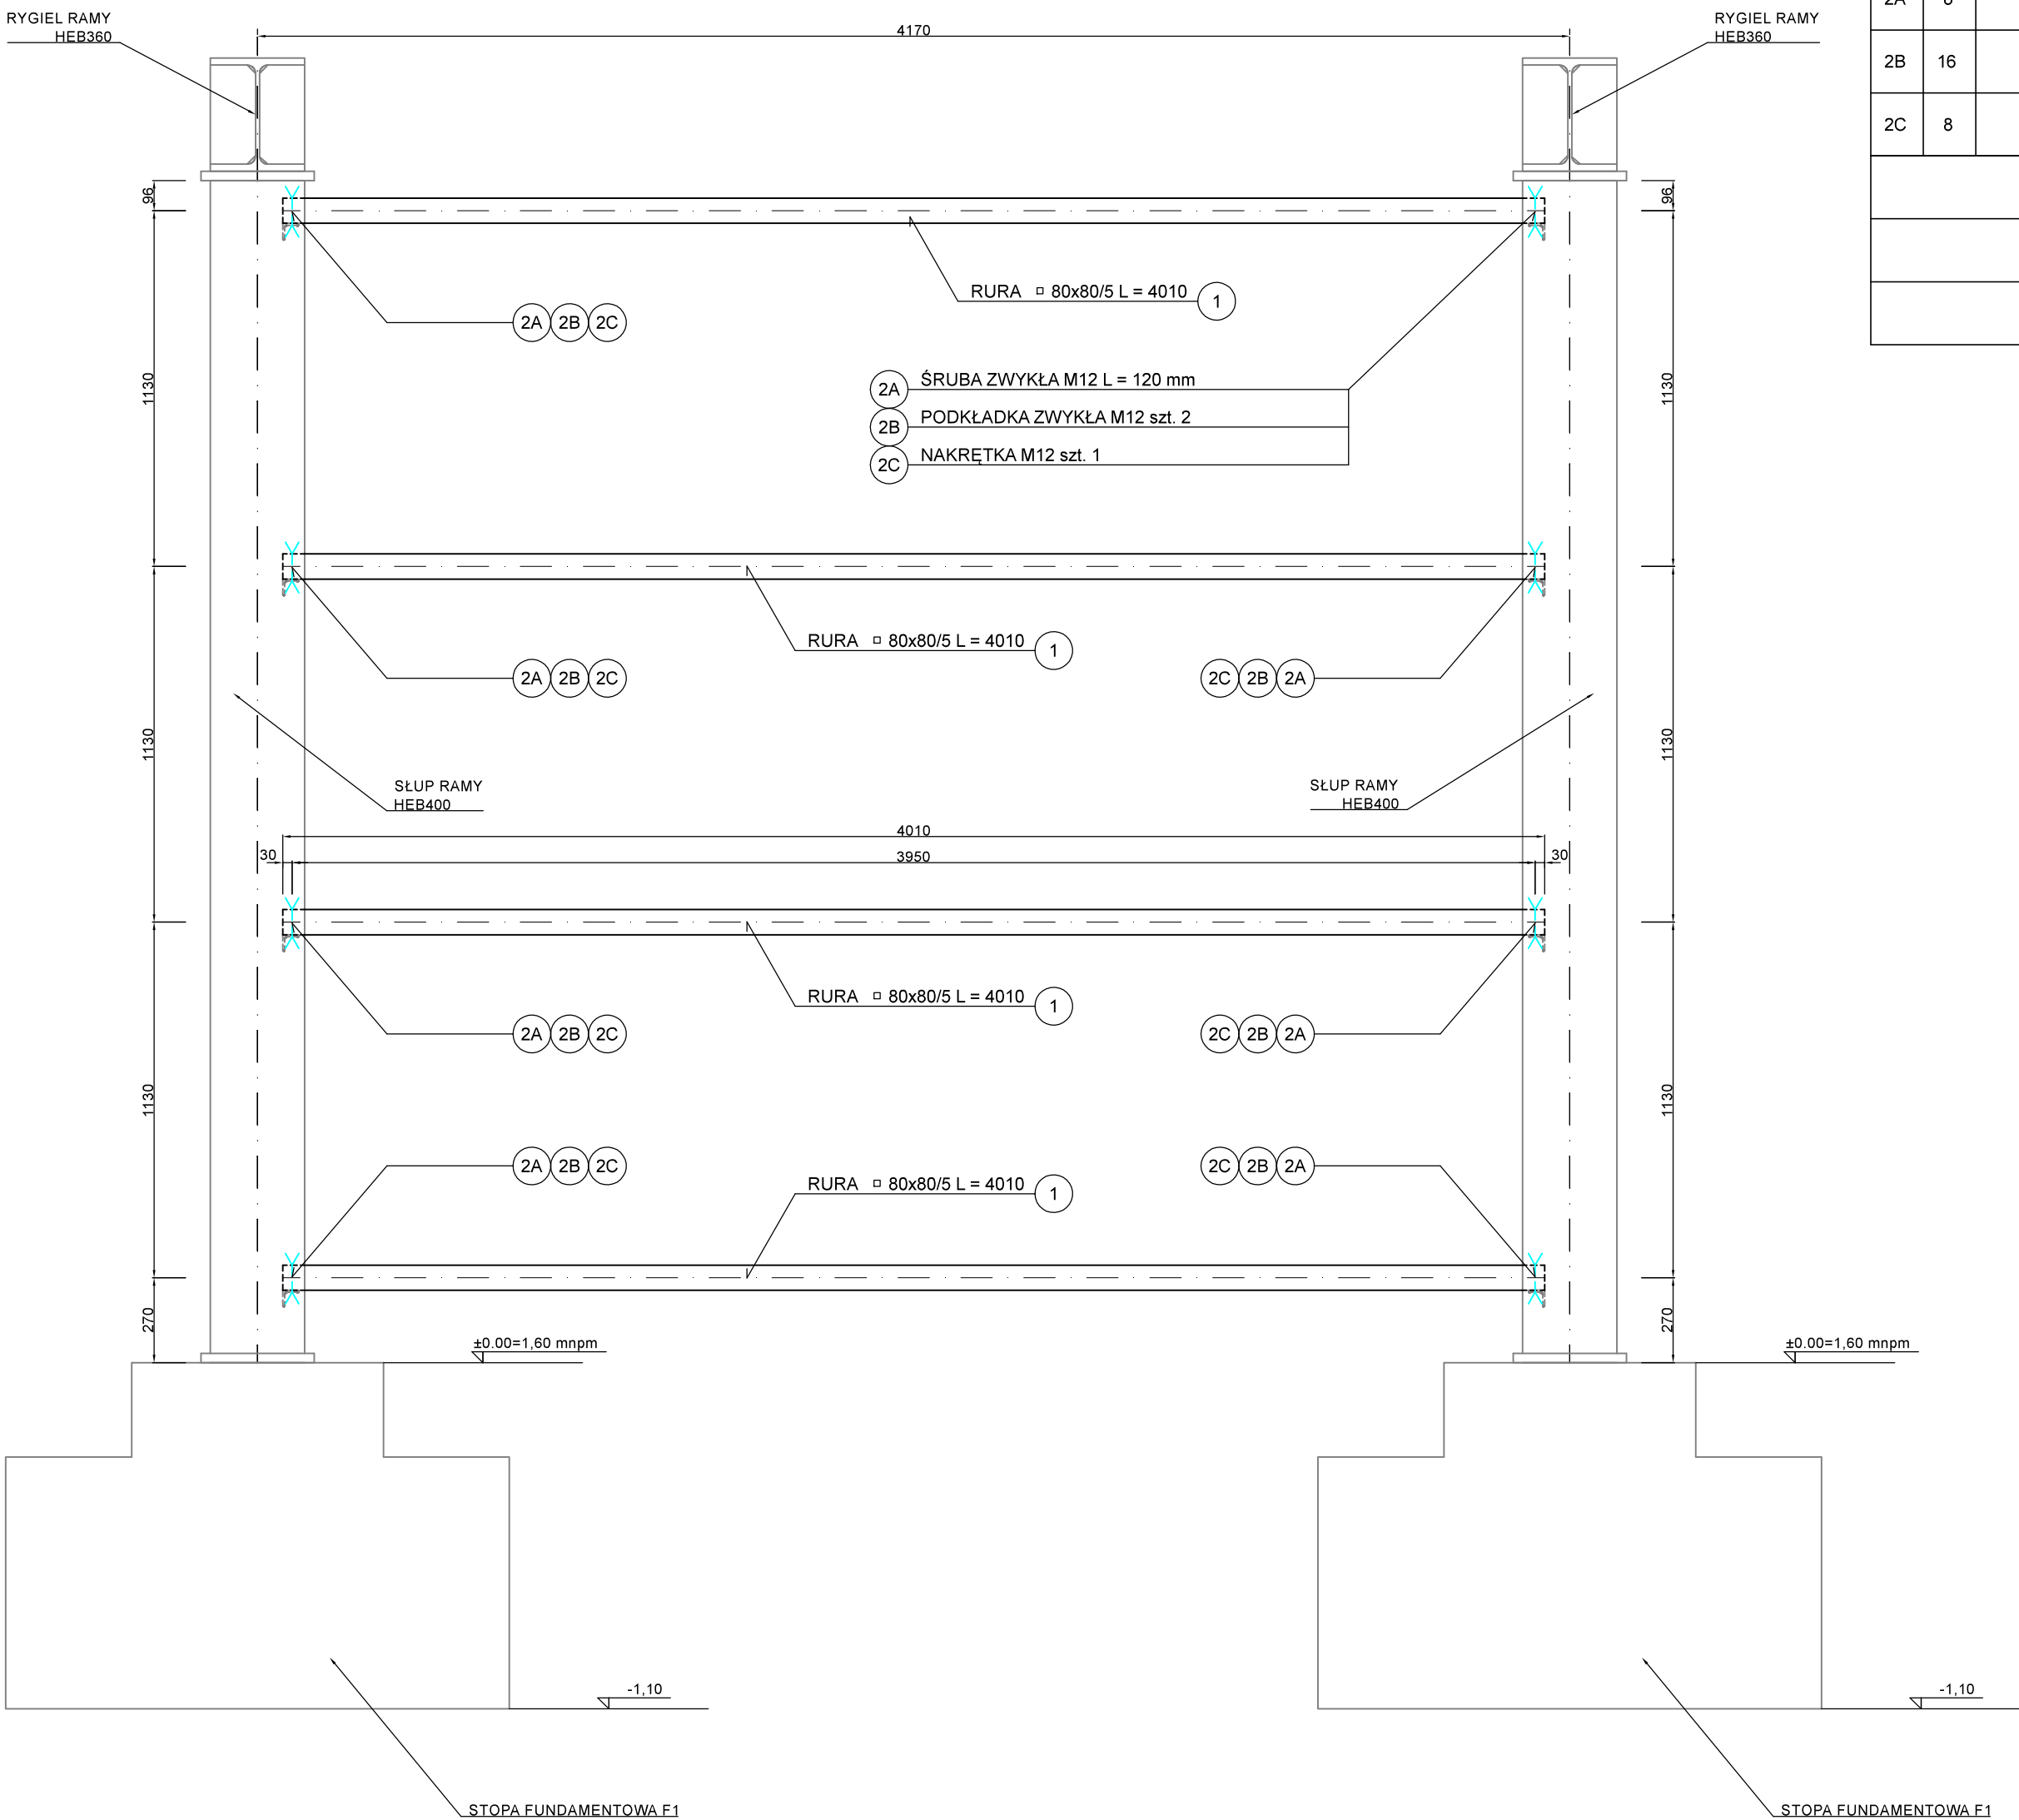 RYGIEL RAMY
HEB360
4170
RYGIEL RAMY
HEB360
2B 16
2C 8
96
96
RURA 80x80/5 L = 4010 1
2A 2B 2C
1130
1130
2A ŚRUBA ZWYKŁA M12 L = 120 mm
2B PODKŁADKA ZWYKŁA M12 szt. 2
2C NAKRĘTKA M12 szt. 1
RURA 80x80/5 L = 4010 1
2A 2B 2C
2C 2B 2A
1130
1130
SŁUP RAMY
HEB400
SŁUP RAMY
HEB400
4010
30
3950
30
RURA 80x80/5 L = 4010 1
2A 2B 2C
2C 2B 2A
1130
1130
2A 2B 2C
2C 2B 2A
RURA 80x80/5 L = 4010 1
270
270
±0.00=1,60 mnpm
±0.00=1,60 mnpm
-1,10
-1,10
STOPA FUNDAMENTOWA F1
STOPA FUNDAMENTOWA F1